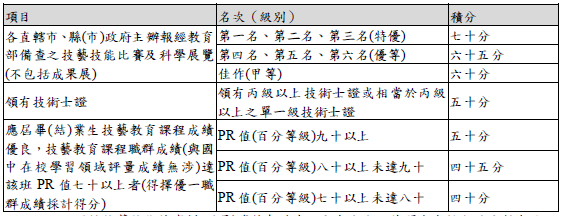 項目 名次（級別） 積分
各直轄市、縣(市)政府主辦報經教育
部備查之技藝技能比賽及科學展覽
(不包括成果展)
第一名、第二名、第三名(特優) 七十分
第四名、第五名、第六名(優等) 六十五分
佳作(甲等) 六十分
領有技術士證
領有丙級以上技術士證或相當於丙級
以上之單一級技術士證
五十分
應屆畢(結)業生技藝教育課程成績
優良，技藝教育課程職群成績(與國
中在校學習領域評量成績無涉)達
該班 PR 值七十以上者(得擇優一職
群成績採計得分)
PR 值(百分等級)九十以上 五十分
PR 值(百分等級)八十以上未達九十 四十五分
PR 值(百分等級)七十以上未達八十 四十分